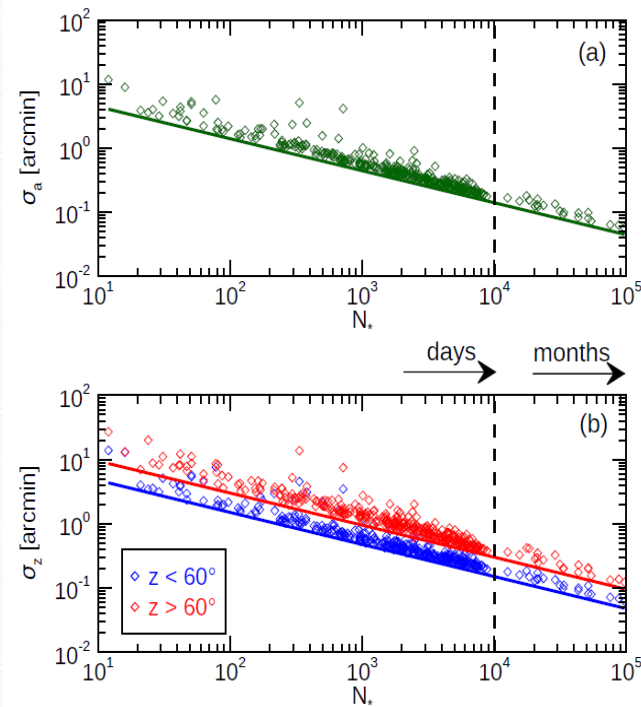 10²
(a)
10¹
10⁰
σₐ [arcmin]
10⁻¹
10⁻²
10¹ 10² 10³ 10⁴ 10⁵
N*
days months
10²
(b)
10¹
10⁰
σ_z [arcmin]
z < 60°
10⁻¹
z > 60°
10⁻²
10¹ 10² 10³ 10⁴ 10⁵
N*